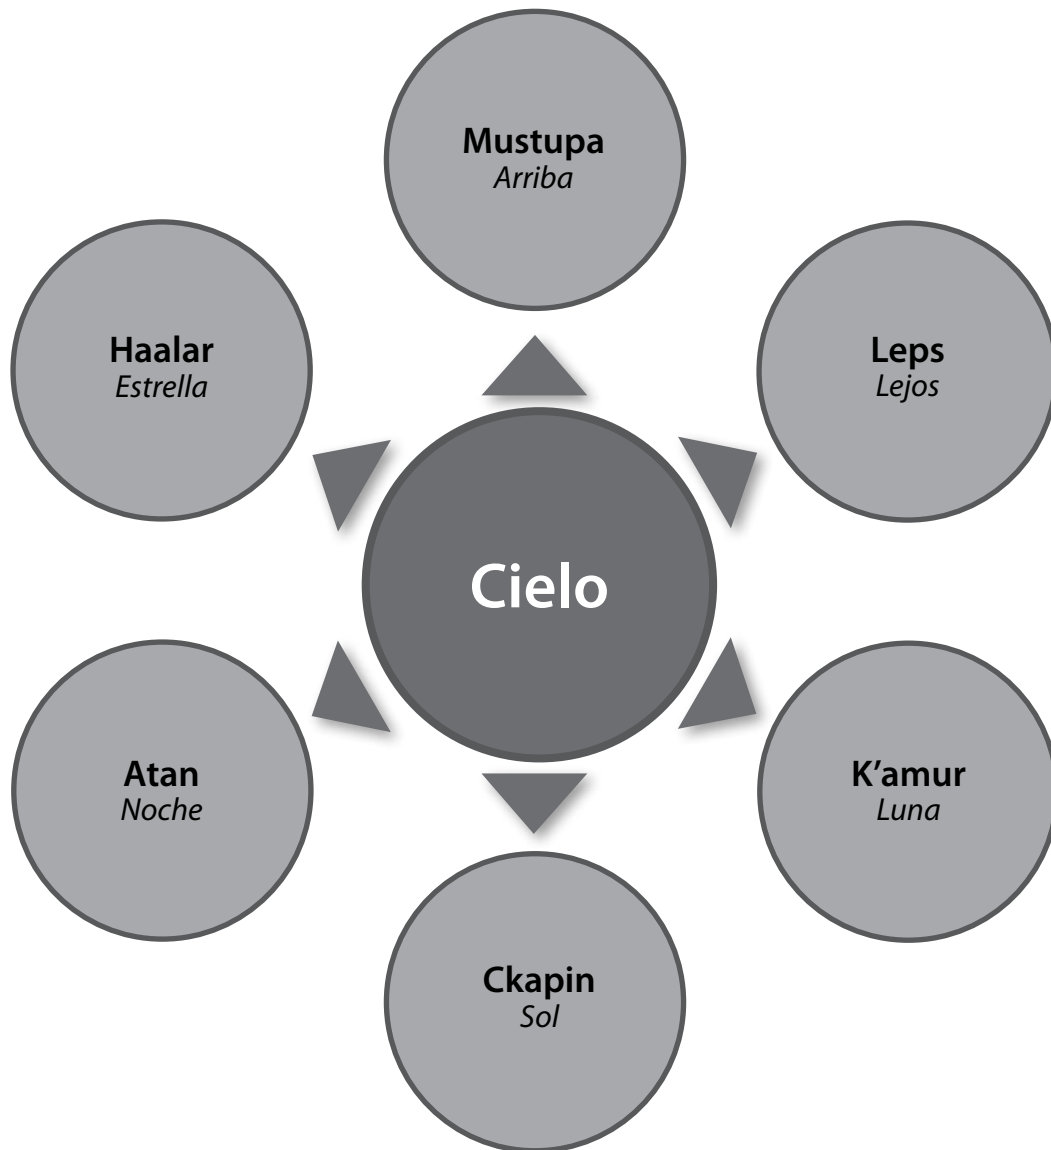 Mustupa
Arriba
Haalar
Estrella
Leps
Lejos
Cielo
Atan
Noche
K'amur
Luna
Ckapin
Sol